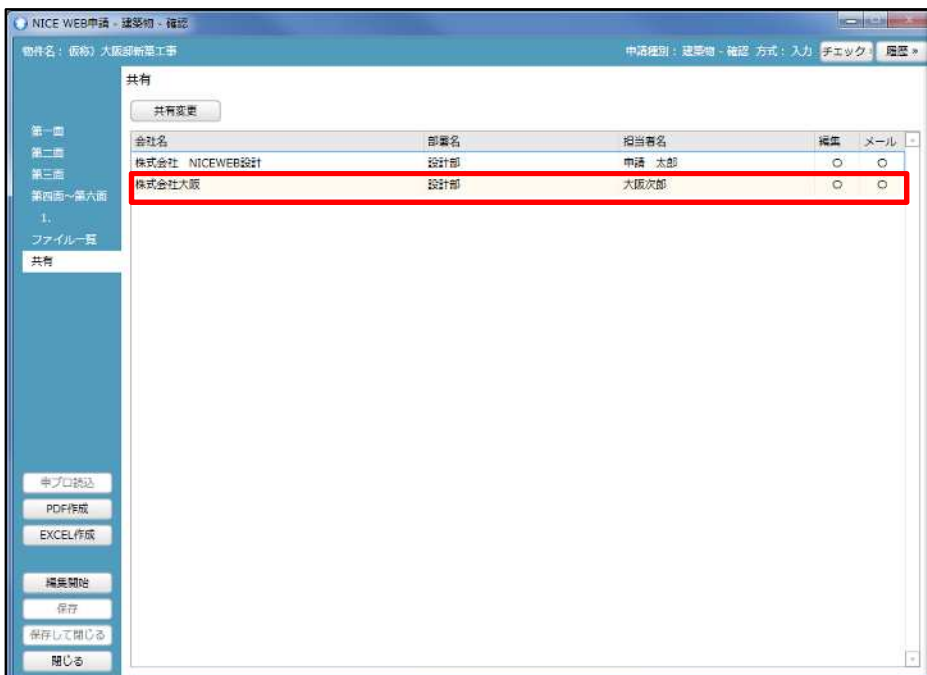 NICE WEB申請 - 建築物 - 確認
物件名： 仮称）大阪邸新築工事 申請種別： 建築物 - 確認 方式： 入力 チェック 履歴 »
共有
共有変更
第一面
第二面
第三面
第四面～第六面
1.
ファイル一覧
共有
会社名 部署名 担当者名 編集 メール
株式会社 NICEWEB設計 設計部 申請 太郎 ○ ○
株式会社大阪 設計部 大阪次郎 ○ ○
申プロ読込
PDF作成
EXCEL作成
編集開始
保存
保存して閉じる
閉じる